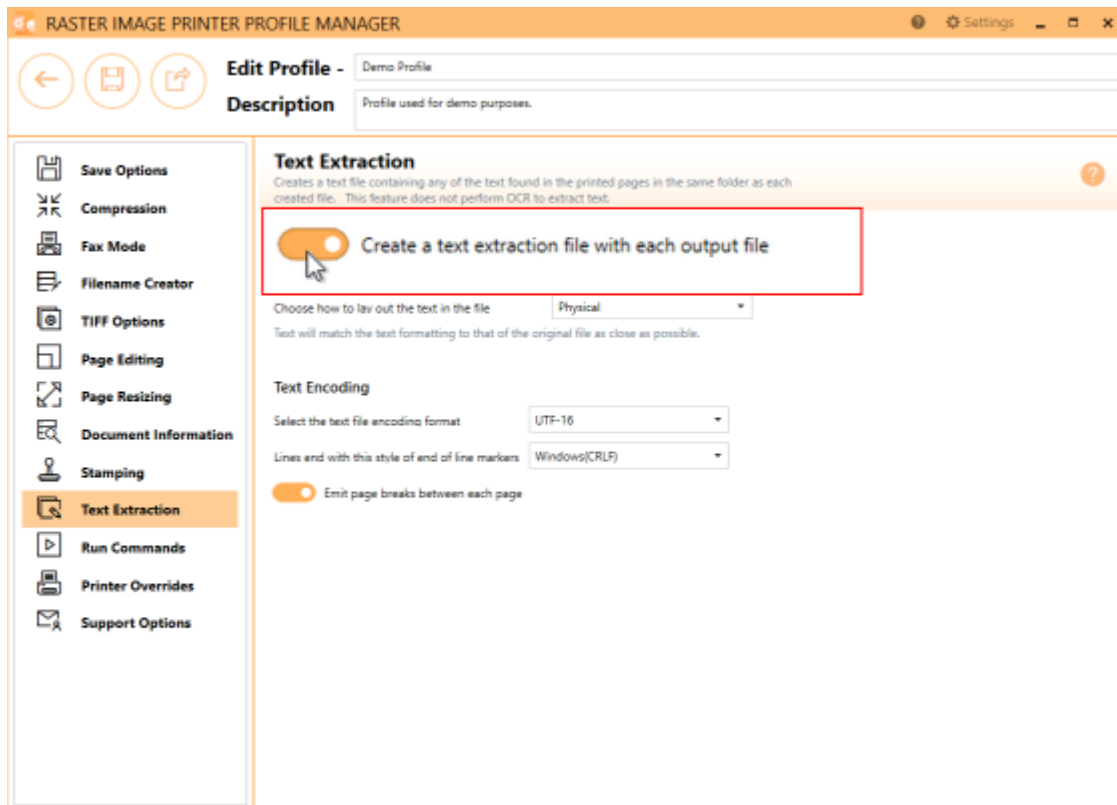 RASTER IMAGE PRINTER PROFILE MANAGER
Settings
Edit Profile - Demo Profile
Description Profile used for demo purposes.
Save Options
Compression
Fax Mode
Filename Creator
TIFF Options
Page Editing
Page Resizing
Document Information
Stamping
Text Extraction
Run Commands
Printer Overrides
Support Options
Text Extraction
Creates a text file containing any of the text found in the printed pages in the same folder as each
created file. This feature does not perform OCR to extract text.
Create a text extraction file with each output file
Choose how to lay out the text in the file Physical
Text will match the text formatting to that of the original file as close as possible.
Text Encoding
Select the text file encoding format UTF-16
Lines end with this style of end of line markers Windows(CRLF)
Emit page breaks between each page